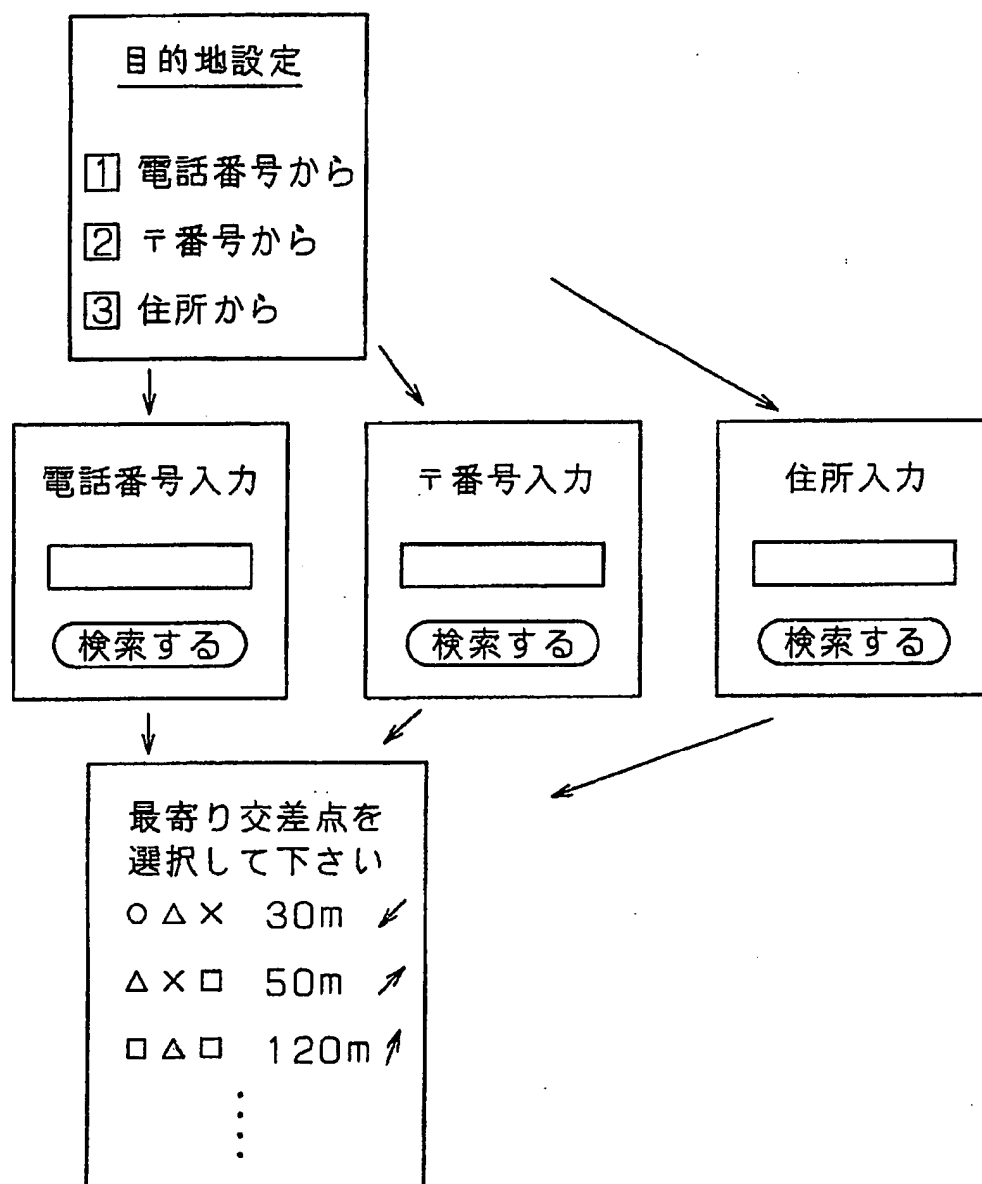 目的地設定
1 電話番号から
2 〒番号から
3 住所から
電話番号入力
検索する
〒番号入力
検索する
住所入力
検索する
最寄り交差点を
選択して下さい
○△× 30m ↙
△×□ 50m ↗
□△□ 120m ↗